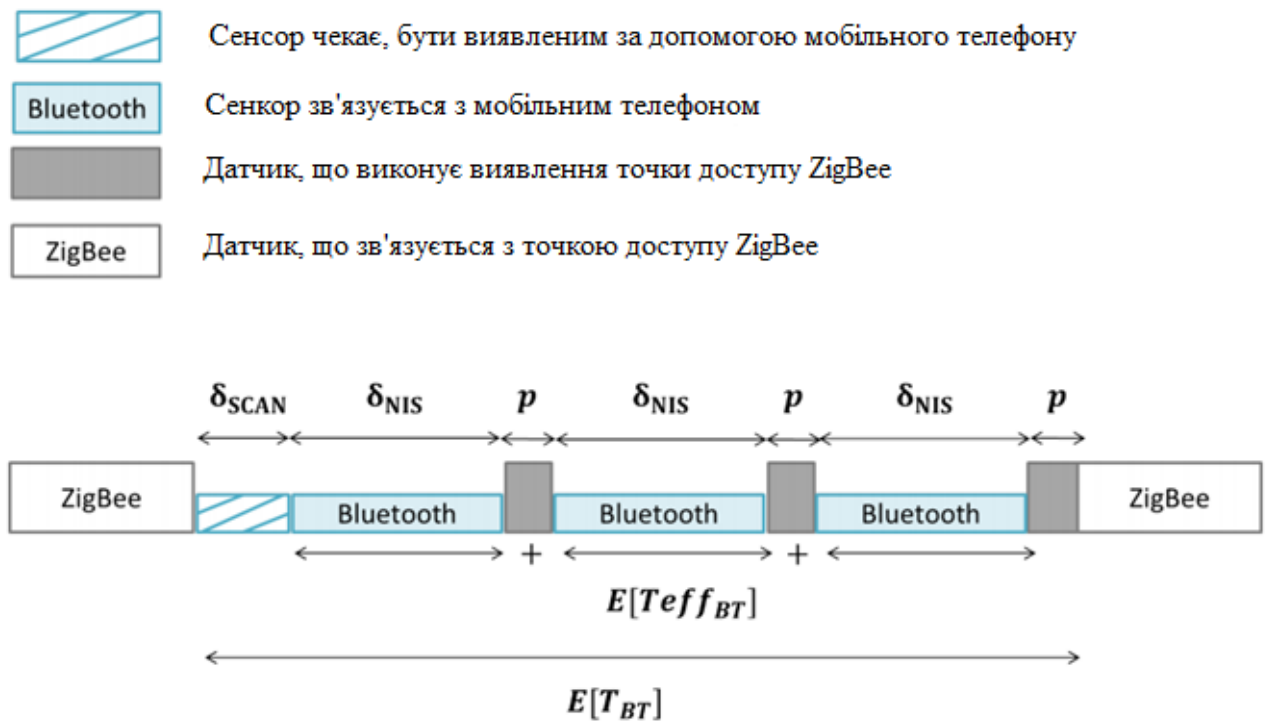 Сенсор чекає, бути виявленим за допомогою мобільного телефону
Bluetooth Сенкор зв'язується з мобільним телефоном
Датчик, що виконує виявлення точки доступу ZigBee
ZigBee Датчик, що зв'язується з точкою доступу ZigBee
δSCAN δNIS p δNIS p δNIS p
ZigBee Bluetooth Bluetooth Bluetooth ZigBee
+ +
E[TeffBT]
E[TBT]